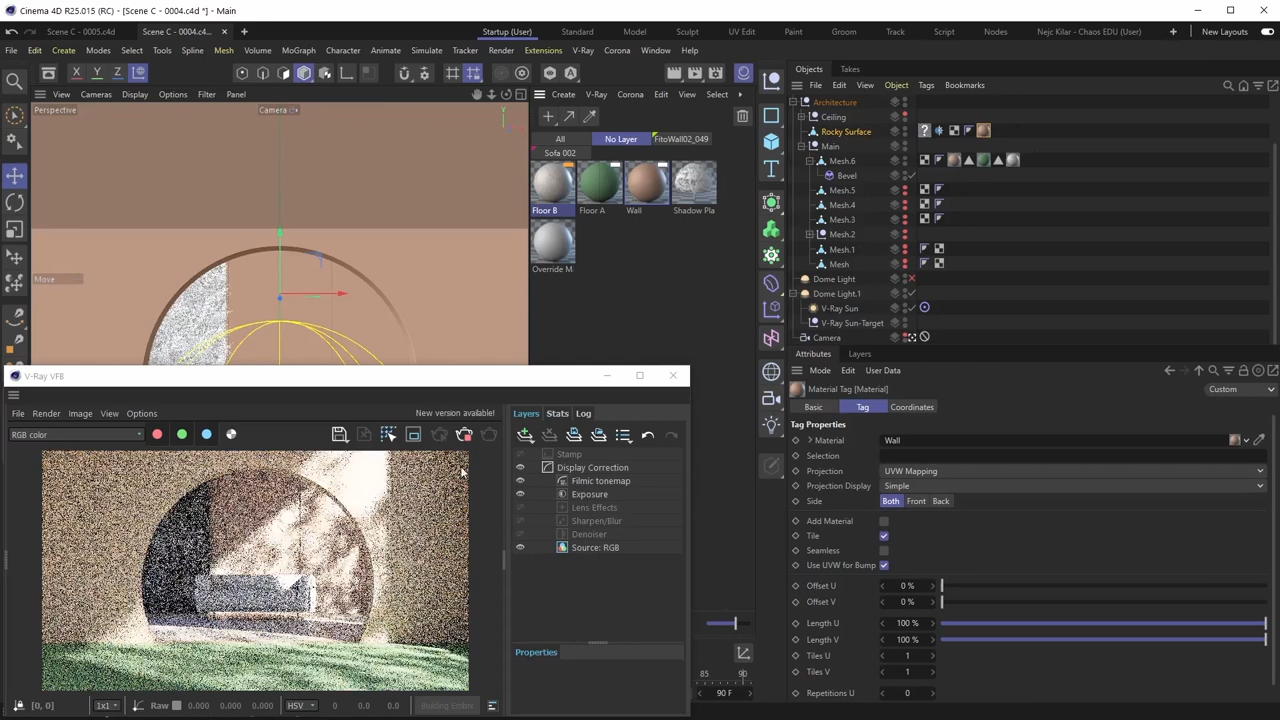 Cinema 4D R25.015 (RC) - [Scene C - 0004.c4d *] - Main
Scene C - 0005.c4d
Scene C - 0004.c4d...
Startup (User)
Standard
Model
Sculpt
UV Edit
Paint
Groom
Track
Script
Nodes
Nejc Kilar - Chaos EDU (User)
New Layouts
File Edit Create Modes Select Tools Spline Mesh Volume MoGraph Character Animate Simulate Tracker Render Extensions V-Ray Corona Window Help
X Y Z
View Cameras Display Options Filter Panel
Perspective
Camera
Y
Move
Create V-Ray Corona Edit View Select
All
No Layer
FitoWall02_049
Sofa 002
Floor B
Floor A
Wall
Shadow Pla
Override M
Objects Takes
File Edit View Object Tags Bookmarks
Architecture
Ceiling
Rocky Surface
Main
Mesh.6
Bevel
Mesh.5
Mesh.4
Mesh.3
Mesh.2
Mesh.1
Mesh
Dome Light
Dome Light.1
V-Ray Sun
V-Ray Sun-Target
Camera
Attributes Layers
Mode Edit User Data
Material Tag [Material]
Custom
Basic Tag Coordinates
Tag Properties
Material Wall
Selection
Projection UVW Mapping
Projection Display Simple
Side Both Front Back
Add Material
Tile
Seamless
Use UVW for Bump
Offset U 0 %
Offset V 0 %
Length U 100 %
Length V 100 %
Tiles U 1
Tiles V 1
Repetitions U 0
V-Ray VFB
File Render Image View Options
New version available!
RGB color
Layers Stats Log
Stamp
Display Correction
Filmic tonemap
Exposure
Lens Effects
Sharpen/Blur
Denoiser
Source: RGB
Properties
[0, 0]
1x1
Raw 0.000 0.000 0.000
HSV 0 0.0 0.0
Building Embre
85 90
90 F